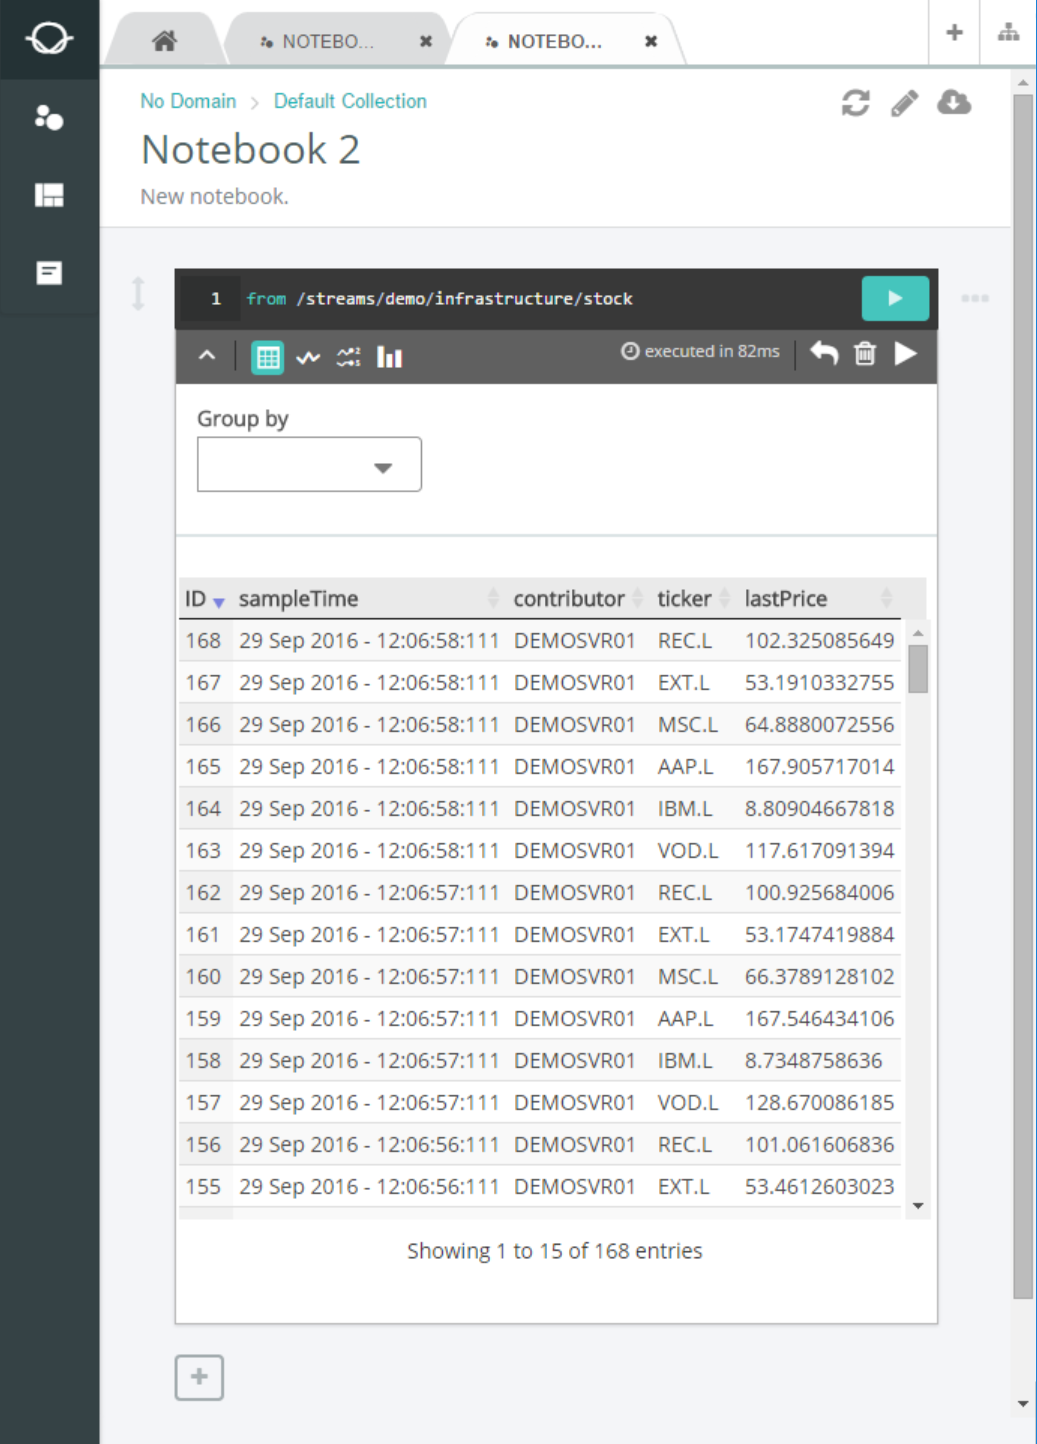 NOTEBO... NOTEBO...
No Domain > Default Collection
Notebook 2
New notebook.
1 from /streams/demo/infrastructure/stock
executed in 82ms
Group by
ID sampleTime contributor ticker lastPrice
168 29 Sep 2016 - 12:06:58:111 DEMOSVR01 REC.L 102.325085649
167 29 Sep 2016 - 12:06:58:111 DEMOSVR01 EXT.L 53.1910332755
166 29 Sep 2016 - 12:06:58:111 DEMOSVR01 MSC.L 64.8880072556
165 29 Sep 2016 - 12:06:58:111 DEMOSVR01 AAP.L 167.905717014
164 29 Sep 2016 - 12:06:58:111 DEMOSVR01 IBM.L 8.80904667818
163 29 Sep 2016 - 12:06:58:111 DEMOSVR01 VOD.L 117.617091394
162 29 Sep 2016 - 12:06:57:111 DEMOSVR01 REC.L 100.925684006
161 29 Sep 2016 - 12:06:57:111 DEMOSVR01 EXT.L 53.1747419884
160 29 Sep 2016 - 12:06:57:111 DEMOSVR01 MSC.L 66.3789128102
159 29 Sep 2016 - 12:06:57:111 DEMOSVR01 AAP.L 167.546434106
158 29 Sep 2016 - 12:06:57:111 DEMOSVR01 IBM.L 8.7348758636
157 29 Sep 2016 - 12:06:57:111 DEMOSVR01 VOD.L 128.670086185
156 29 Sep 2016 - 12:06:56:111 DEMOSVR01 REC.L 101.061606836
155 29 Sep 2016 - 12:06:56:111 DEMOSVR01 EXT.L 53.4612603023
Showing 1 to 15 of 168 entries